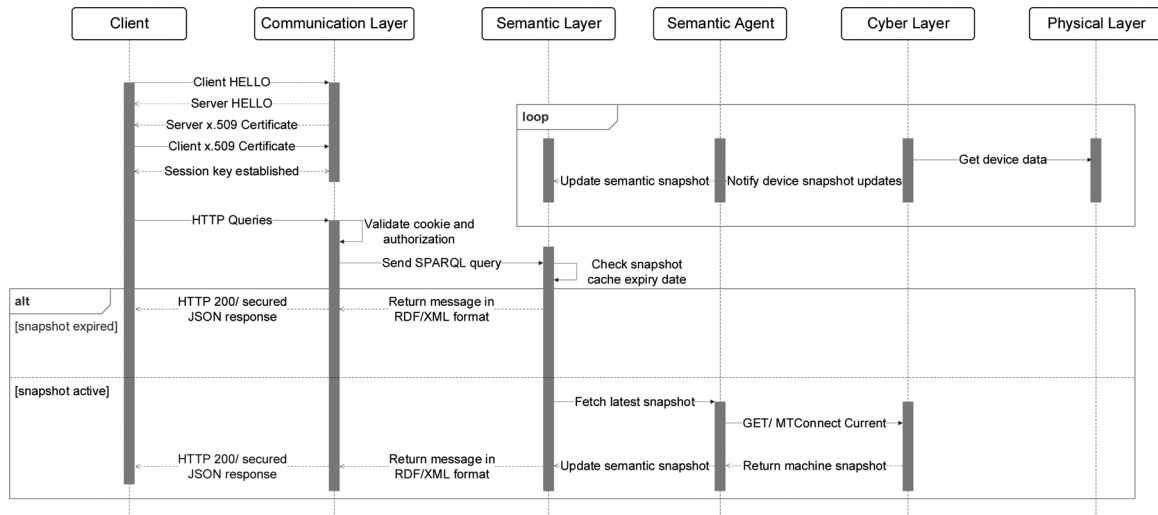 Client
Communication Layer
Semantic Layer
Semantic Agent
Cyber Layer
Physical Layer
Client HELLO
Server HELLO
Server x.509 Certificate
Client x.509 Certificate
Session key established
loop
Get device data
Update semantic snapshot
Notify device snapshot updates
HTTP Queries
Validate cookie and
authorization
Send SPARQL query
Check snapshot
cache expiry date
alt
[snapshot expired]
HTTP 200/ secured
JSON response
Return message in
RDF/XML format
[snapshot active]
Fetch latest snapshot
GET/ MTConnect Current
HTTP 200/ secured
JSON response
Return message in
RDF/XML format
Update semantic snapshot
Return machine snapshot